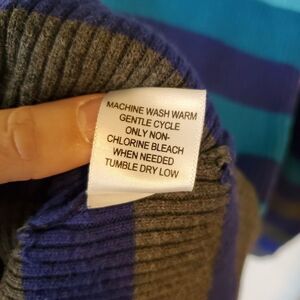 MACHINE WASH WARM
GENTLE CYCLE
ONLY NON-
CHLORINE BLEACH
WHEN NEEDED
TUMBLE DRY LOW